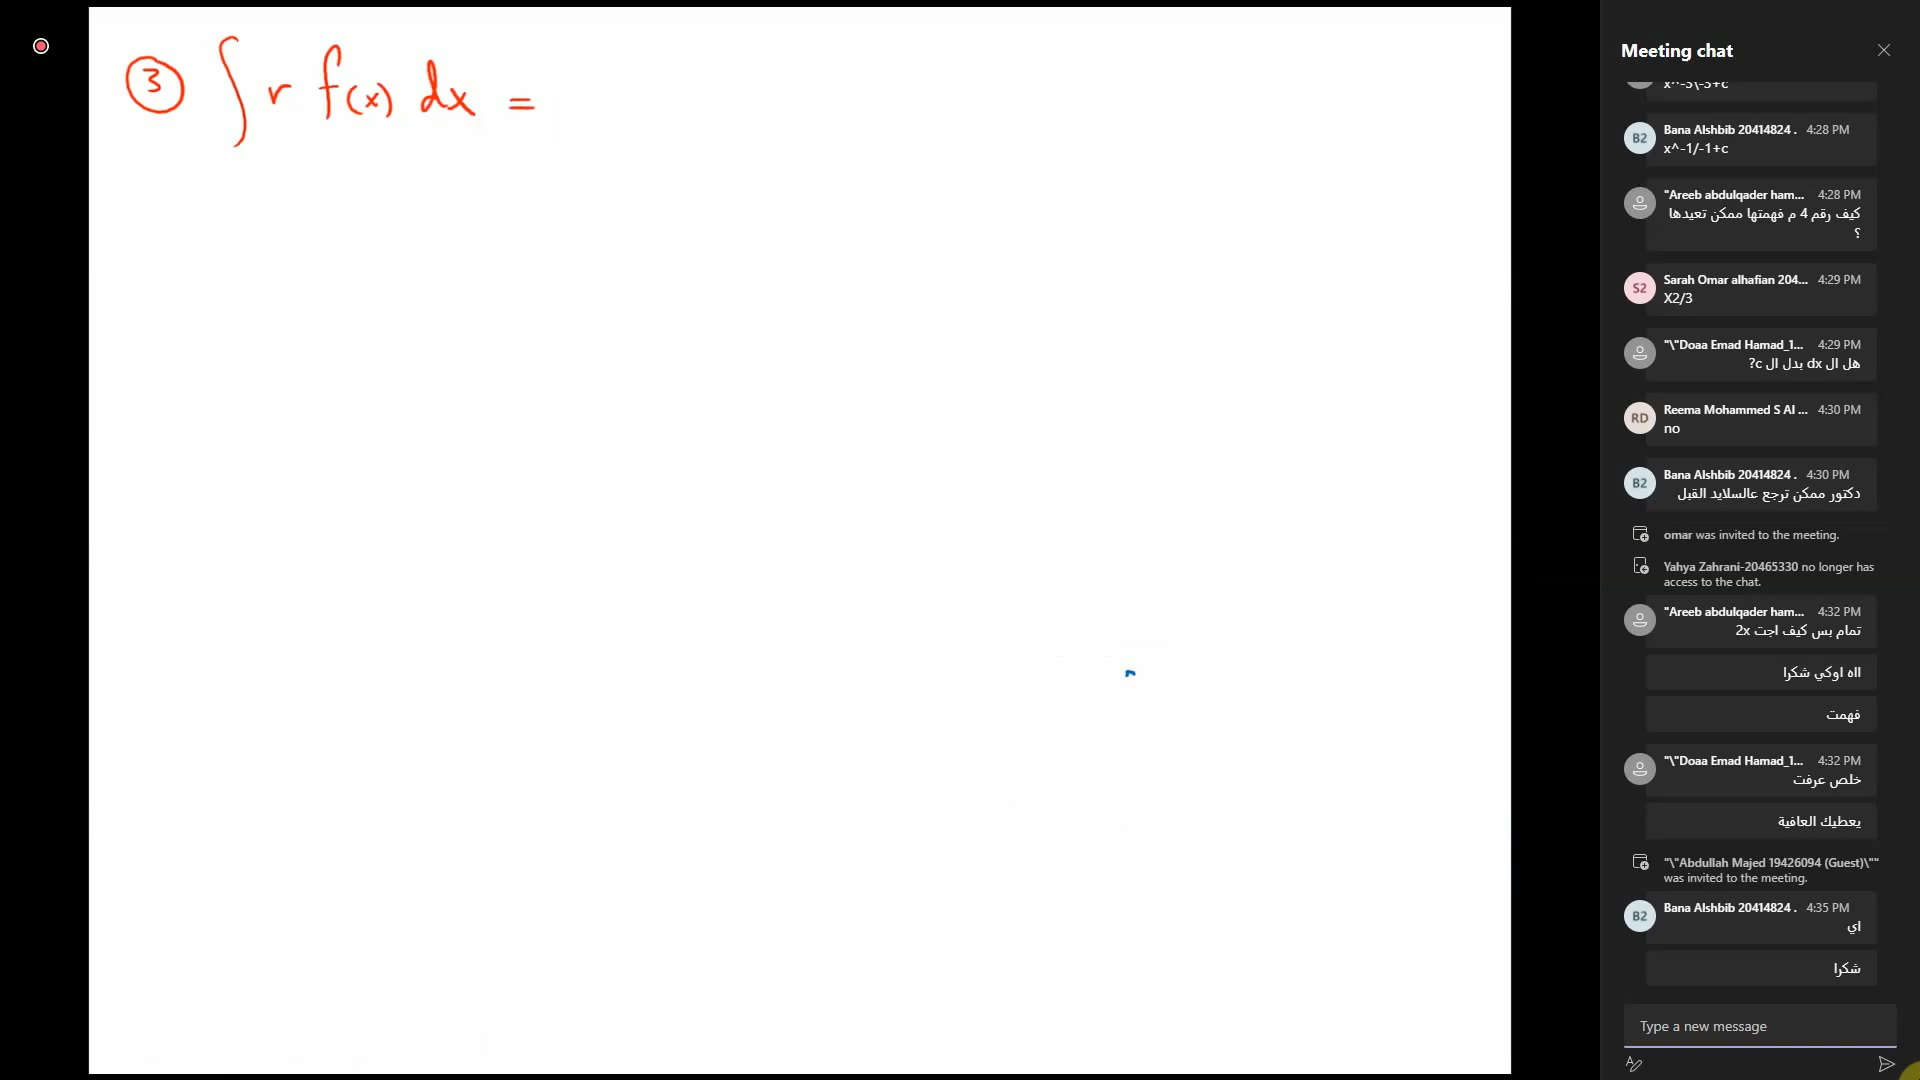 ③ ∫ r f(x) dx =
Meeting chat
x^-3\-3+c
B2
Bana Alshbib 20414824 . 4:28 PM
x^-1/-1+c
"Areeb abdulqader ham... 4:28 PM
كيف رقم 4 م فهمتها ممكن تعيدها
؟
S2
Sarah Omar alhafian 204... 4:29 PM
X2/3
"\"Doaa Emad Hamad_1... 4:29 PM
هل ال dx بدل ال c?
RD
Reema Mohammed S Al ... 4:30 PM
no
B2
Bana Alshbib 20414824 . 4:30 PM
دكتور ممكن ترجع عالسلايد القبل
omar was invited to the meeting.
Yahya Zahrani-20465330 no longer has
access to the chat.
"Areeb abdulqader ham... 4:32 PM
تمام بس كيف اجت 2x
ااه اوكي شكرا
فهمت
"\"Doaa Emad Hamad_1... 4:32 PM
خلص عرفت
يعطيك العافية
"\"Abdullah Majed 19426094 (Guest)\""
was invited to the meeting.
B2
Bana Alshbib 20414824 . 4:35 PM
اي
شكرا
Type a new message